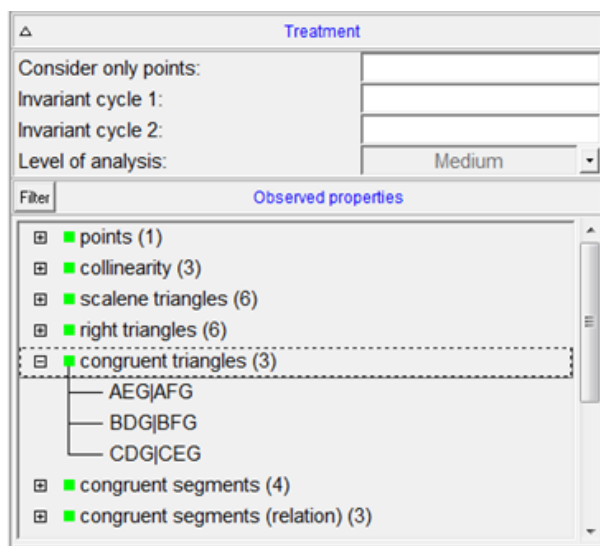 Treatment
Consider only points:
Invariant cycle 1:
Invariant cycle 2:
Level of analysis: Medium
Filter Observed properties
points (1)
collinearity (3)
scalene triangles (6)
right triangles (6)
congruent triangles (3)
AEG|AFG
BDG|BFG
CDG|CEG
congruent segments (4)
congruent segments (relation) (3)